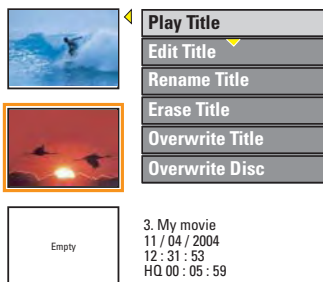 Play Title
Edit Title
Rename Title
Erase Title
Overwrite Title
Overwrite Disc
Empty
3. My movie
11 / 04 / 2004
12 : 31 : 53
HQ 00 : 05 : 59